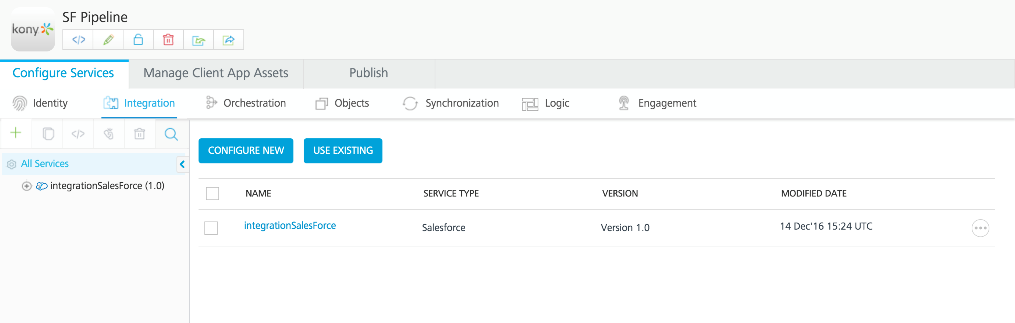 kony
SF Pipeline
</>
Configure Services Manage Client App Assets Publish
Identity Integration Orchestration Objects Synchronization Logic Engagement
+ </>
CONFIGURE NEW USE EXISTING
All Services
integrationSalesForce (1.0)
NAME SERVICE TYPE VERSION MODIFIED DATE
integrationSalesForce Salesforce Version 1.0 14 Dec'16 15:24 UTC